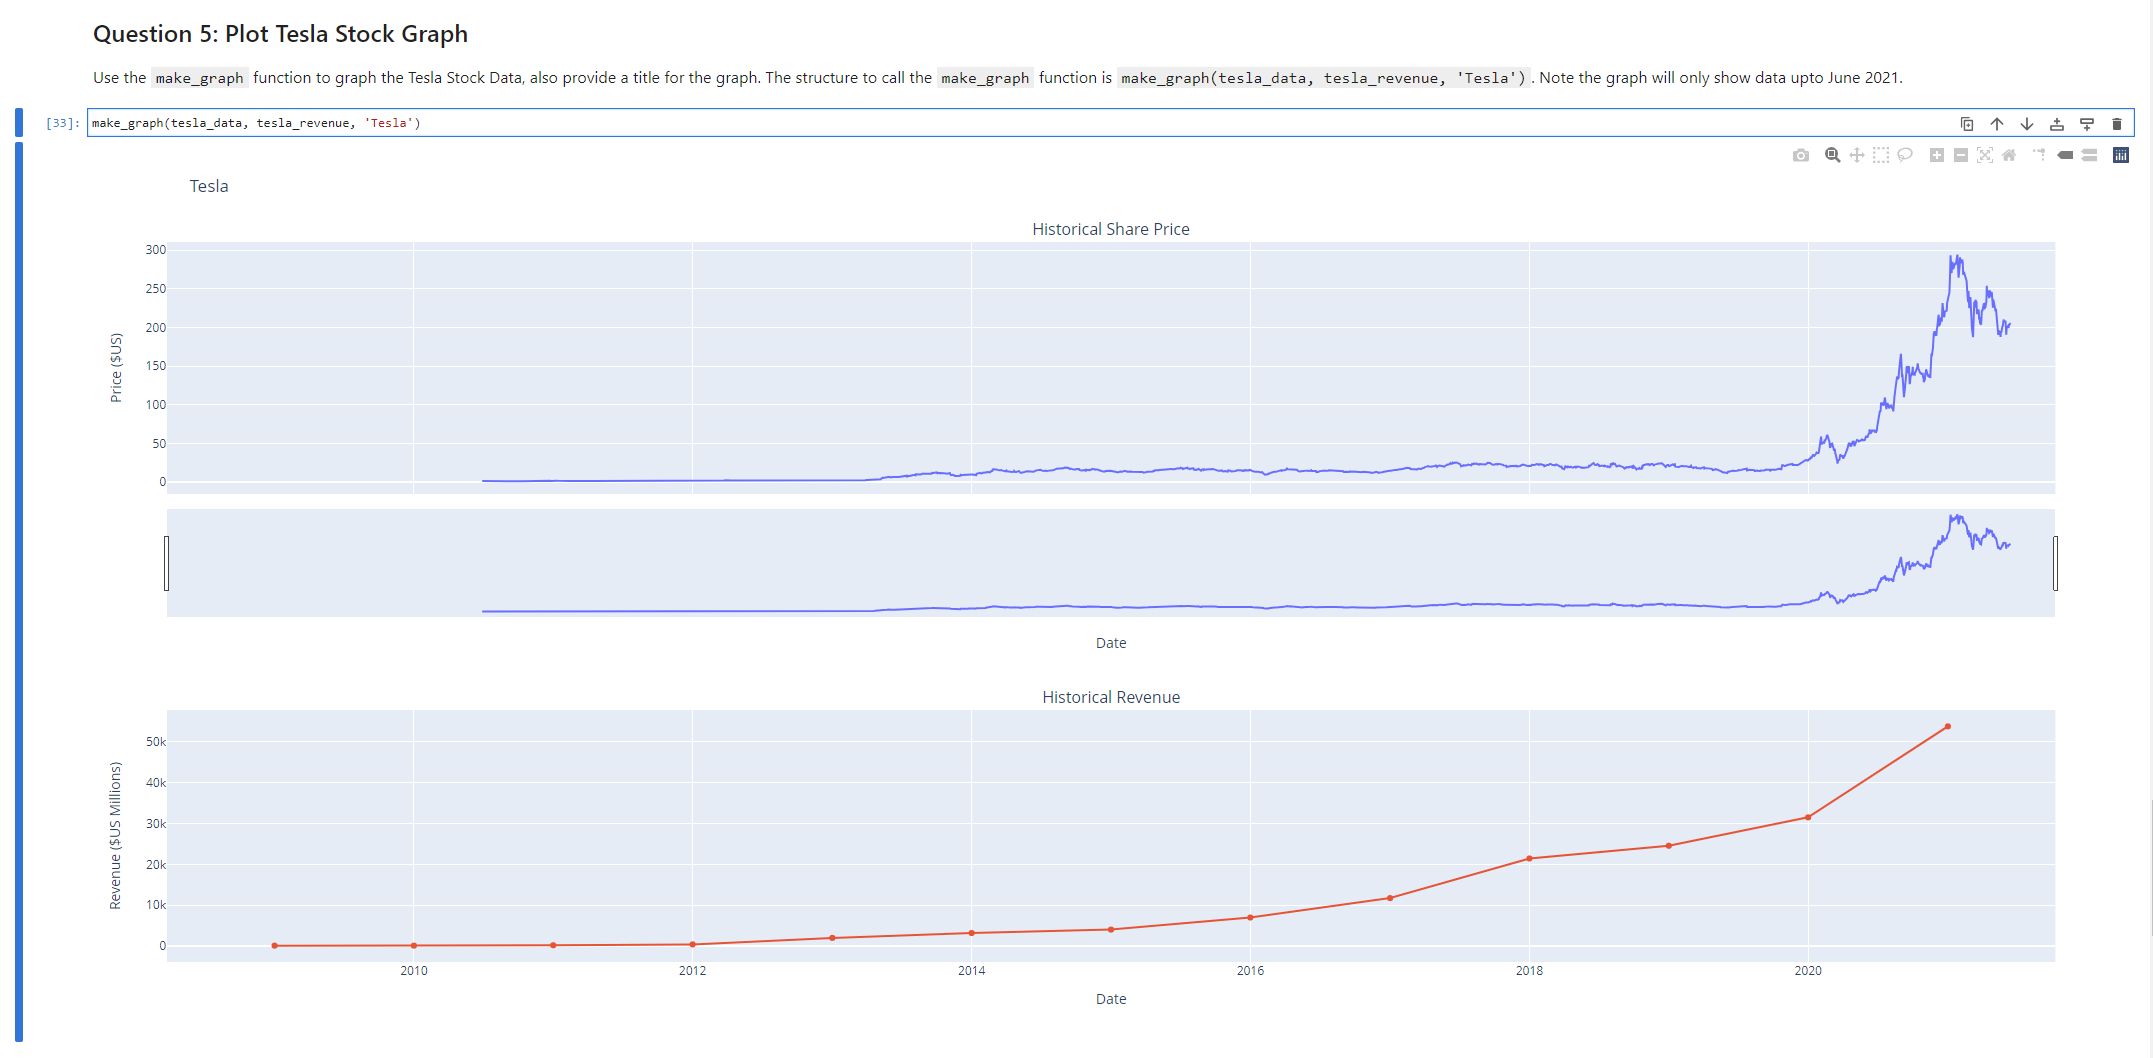 Question 5: Plot Tesla Stock Graph
Use the make_graph function to graph the Tesla Stock Data, also provide a title for the graph. The structure to call the make_graph function is make_graph(tesla_data, tesla_revenue, 'Tesla'). Note the graph will only show data upto June 2021.
[33]: make_graph(tesla_data, tesla_revenue, 'Tesla')
Tesla
Historical Share Price
300
250
200
150
100
50
0
Price ($US)
Date
Historical Revenue
50k
40k
30k
20k
10k
0
Revenue ($US Millions)
2010 2012 2014 2016 2018 2020
Date